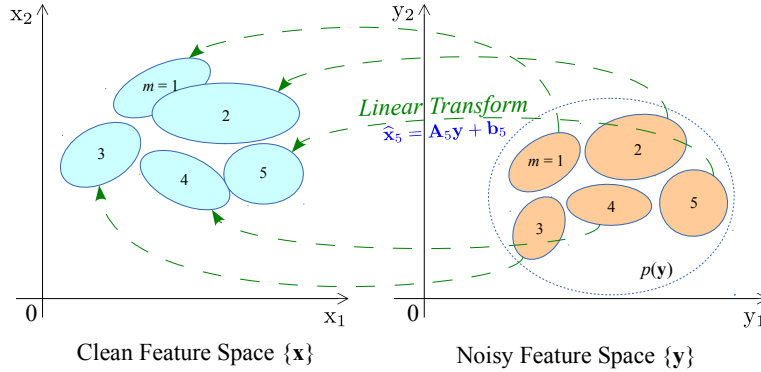 x₂
y₂
m = 1
2
3
4
5
Linear Transform
x̂₅ = A₅y + b₅
m = 1
2
3
4
5
p(y)
0
x₁
0
y₁
Clean Feature Space {x}
Noisy Feature Space {y}